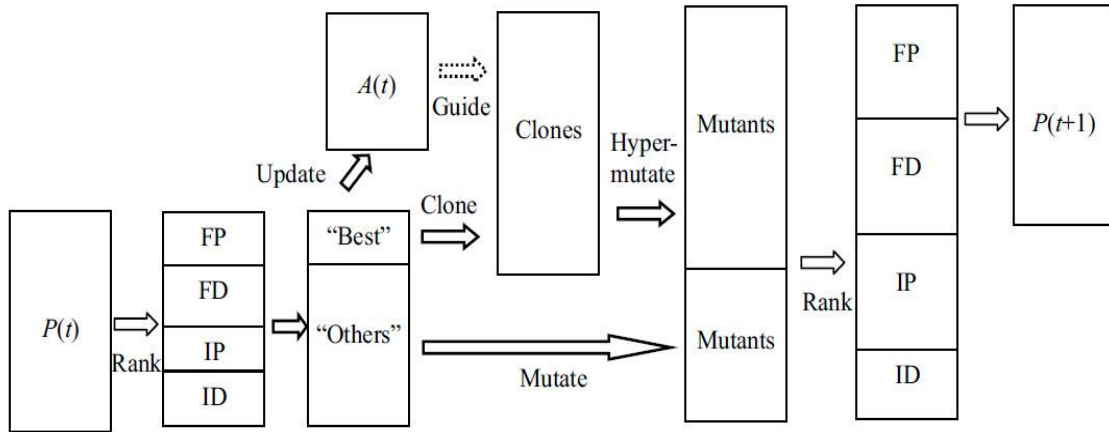 P(t)
Rank
FP
FD
IP
ID
"Best"
"Others"
Update
A(t)
Guide
Clone
Clones
Hyper-
mutate
Mutate
Mutants
Mutants
Rank
FP
FD
IP
ID
P(t+1)